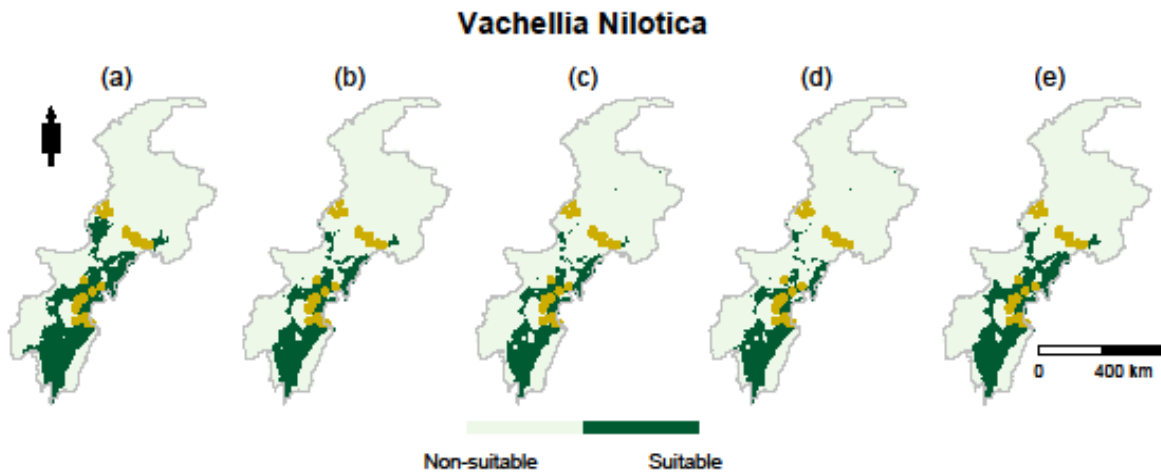 Vachellia Nilotica
(a) (b) (c) (d) (e)
0 400 km
Non-suitable Suitable